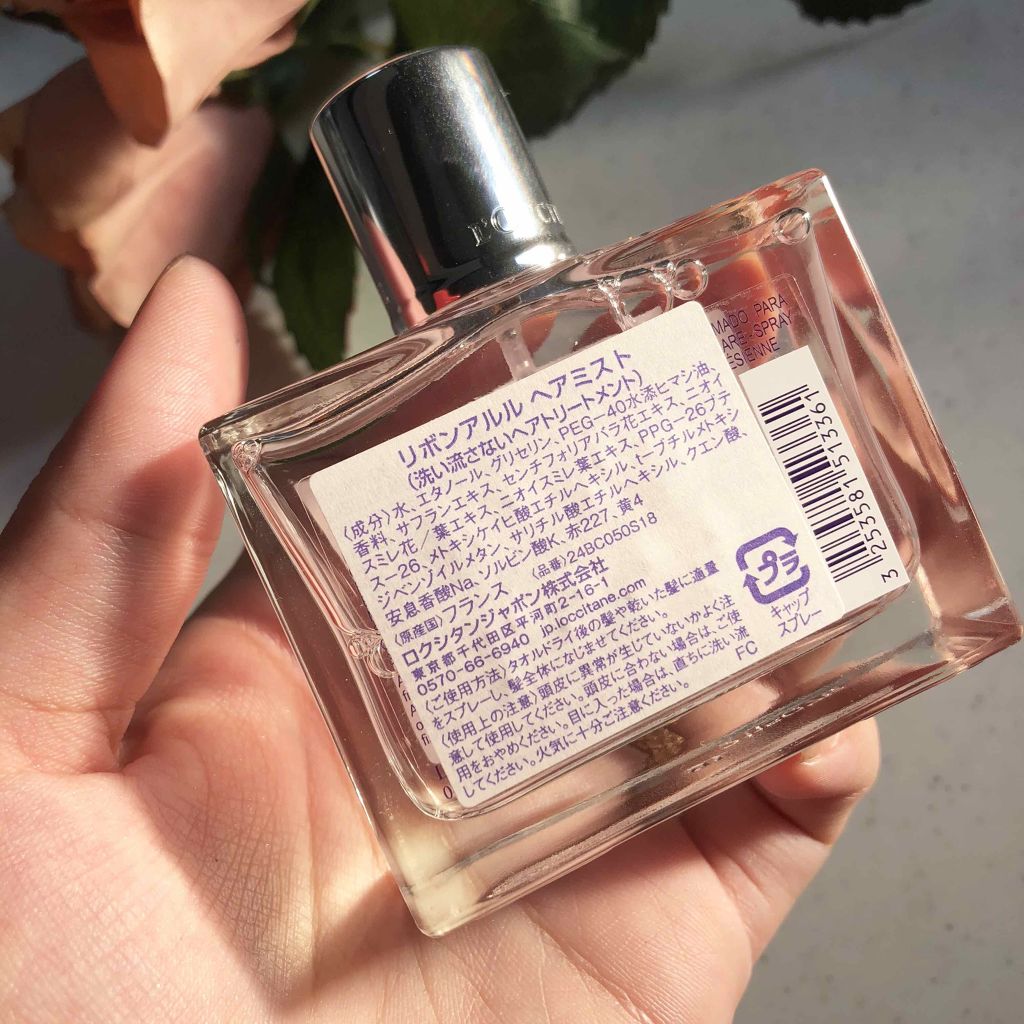 L'OCC
MADO PARA
ARE-SPRAY
ÉSIENNE
リボンアルル ヘアミスト
(洗い流さないヘアトリートメント)
〈成分〉水、エタノール、グリセリン、PEG-40水添ヒマシ油、
香料、サフランエキス、センチフォリアバラ花エキス、ニオイ
スミレ花/葉エキス、ニオイスミレ葉エキス、PPG-26ブテ
ス-26、メトキシケイヒ酸エチルヘキシル、t-ブチルメトキシ
ジベンゾイルメタン、サリチル酸エチルヘキシル、クエン酸、
安息香酸Na、ソルビン酸K、赤227、黄4
〈原産国〉フランス 〈品番〉24BC050S18
ロクシタンジャポン株式会社
東京都千代田区平河町2-16-1
0570-66-6940 jp.loccitane.com
〈ご使用方法〉タオルドライ後の髪や乾いた髪に適量
をスプレーし、髪全体になじませてください。
〈使用上の注意〉頭皮に異常が生じていないかよく注
意して使用してください。頭皮に合わない場合は、ご使
用をおやめください。目に入った場合は、直ちに洗い流
してください。火気に十分ご注意ください。
FC
プラ
キャップ
スプレー
3 253581 513361